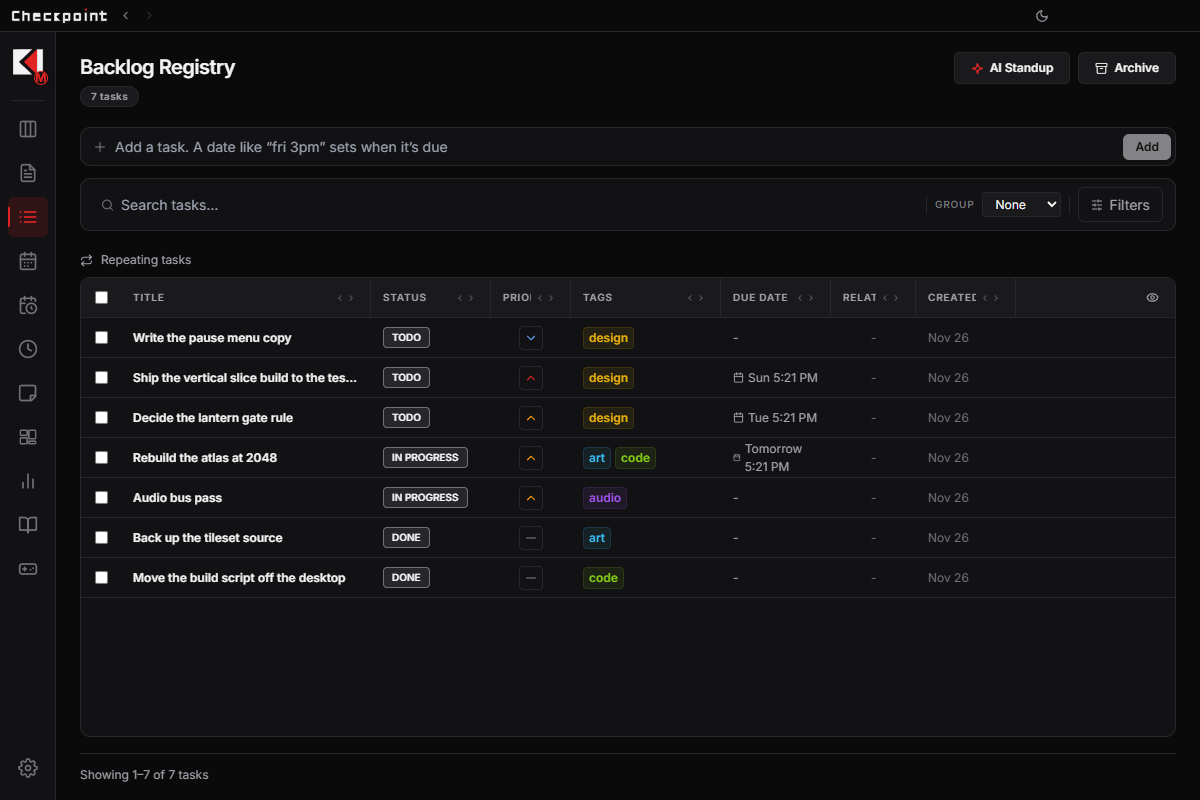 Checkpoint
M
Backlog Registry
7 tasks
AI Standup
Archive
Add a task. A date like “fri 3pm” sets when it’s due
Add
Search tasks...
GROUP
None
Filters
Repeating tasks
TITLE STATUS PRIOI TAGS DUE DATE RELAT CREATED
Write the pause menu copy TODO design - - Nov 26
Ship the vertical slice build to the tes... TODO design Sun 5:21 PM - Nov 26
Decide the lantern gate rule TODO design Tue 5:21 PM - Nov 26
Rebuild the atlas at 2048 IN PROGRESS art code Tomorrow 5:21 PM - Nov 26
Audio bus pass IN PROGRESS audio - - Nov 26
Back up the tileset source DONE art - - Nov 26
Move the build script off the desktop DONE code - - Nov 26
Showing 1–7 of 7 tasks